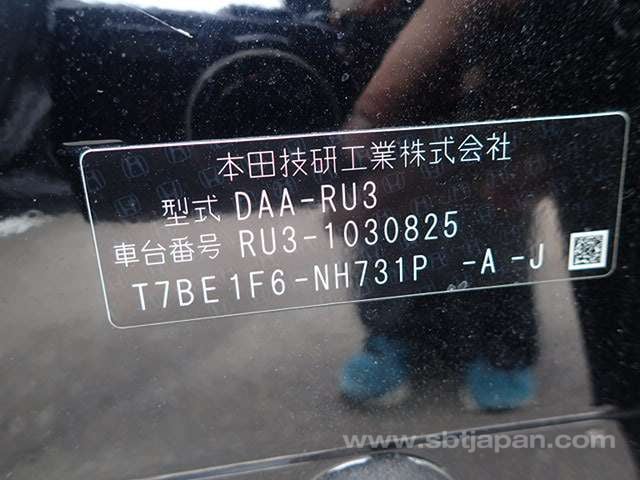 本田技研工業株式会社
型式 DAA-RU3
車台番号 RU3-1030825
T7BE1F6-NH731P -A -J
www.sbtjapan.com